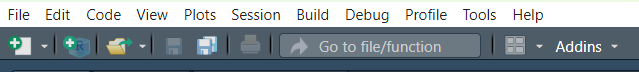 File Edit Code View Plots Session Build Debug Profile Tools Help
R Go to file/function Addins